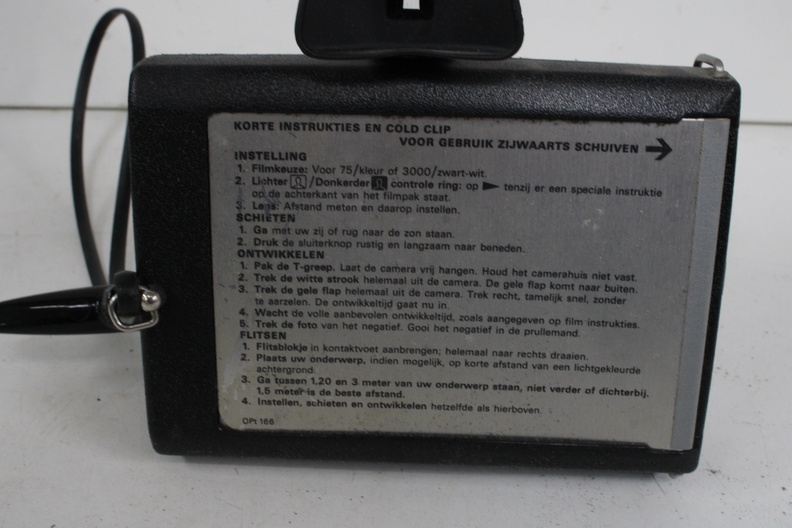 KORTE INSTRUKTIES EN COLD CLIP
VOOR GEBRUIK ZIJWAARTS SCHUIVEN →
INSTELLING
1. Filmkeuze: Voor 75/kleur of 3000/zwart-wit.
2. Lichter /Donkerder controle ring: op ► tenzij er een speciale instruktie
op de achterkant van het filmpak staat.
3. Lens: Afstand meten en daarop instellen.
SCHIETEN
1. Ga met uw zij of rug naar de zon staan.
2. Druk de sluiterknop rustig en langzaam naar beneden.
ONTWIKKELEN
1. Pak de T-greep. Laat de camera vrij hangen. Houd het camerahuis niet vast.
2. Trek de witte strook helemaal uit de camera. De gele flap komt naar buiten.
3. Trek de gele flap helemaal uit de camera. Trek recht, tamelijk snel, zonder
te aarzelen. De ontwikkeltijd gaat nu in.
4. Wacht de volle aanbevolen ontwikkeltijd, zoals aangegeven op film instrukties.
5. Trek de foto van het negatief. Gooi het negatief in de prullemand.
FLITSEN
1. Flitsblokje in kontaktvoet aanbrengen; helemaal naar rechts draaien.
2. Plaats uw onderwerp, indien mogelijk, op korte afstand van een lichtgekleurde
achtergrond.
3. Ga tussen 1,20 en 3 meter van uw onderwerp staan, niet verder of dichterbij.
1,5 meter is de beste afstand.
4. Instellen, schieten en ontwikkelen hetzelfde als hierboven.
OPt 166